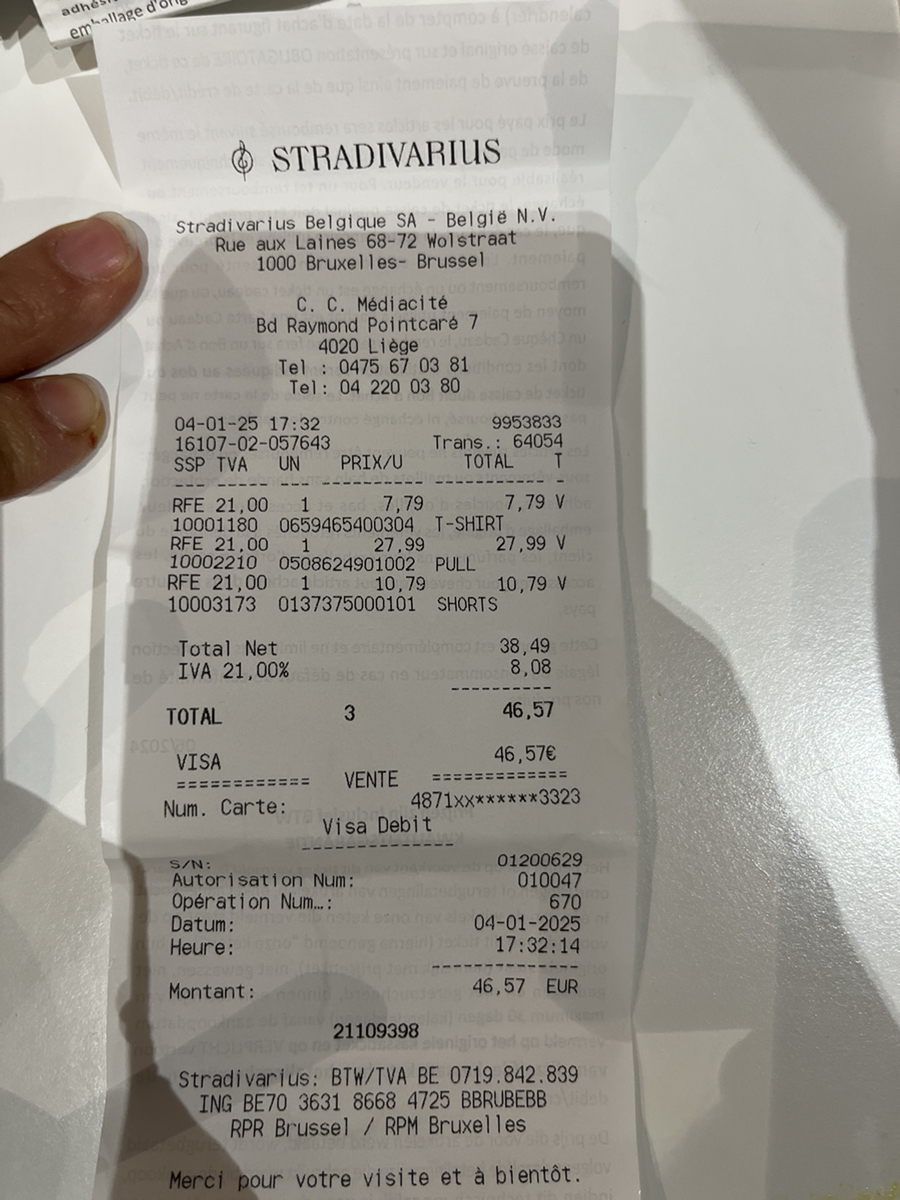 adhési
emballage d'orig
STRADIVARIUS
Stradivarius Belgique SA - België N.V.
Rue aux Laines 68-72 Wolstraat
1000 Bruxelles- Brussel
C. C. Médiacité
Bd Raymond Pointcaré 7
4020 Liège
Tel : 0475 67 03 81
Tel: 04 220 03 80
04-01-25 17:32 9953833
16107-02-057643 Trans.: 64054
SSP TVA UN PRIX/U TOTAL T
--- ----- --- ---------- ---------- -
RFE 21,00 1 7,79 7,79 V
10001180 0659465400304 T-SHIRT
RFE 21,00 1 27,99 27,99 V
10002210 0508624901002 PULL
RFE 21,00 1 10,79 10,79 V
10003173 0137375000101 SHORTS
Total Net 38,49
IVA 21,00% 8,08
----------
TOTAL 3 46,57
VISA 46,57€
============ VENTE ============
Num. Carte: 4871xx******3323
Visa Debit
--------------
S/N: 01200629
Autorisation Num: 010047
Opération Num…: 670
Datum: 04-01-2025
Heure: 17:32:14
--------------
Montant: 46,57 EUR
21109398
Stradivarius: BTW/TVA BE 0719.842.839
ING BE70 3631 8668 4725 BBRUBEBB
RPR Brussel / RPM Bruxelles
Merci pour votre visite et à bientôt.